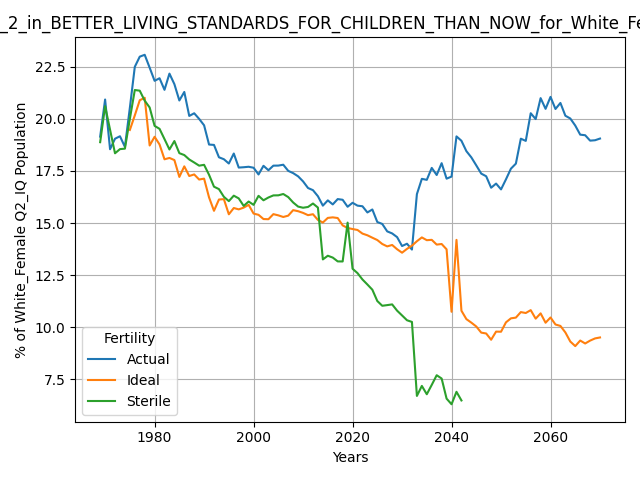 _2_in_BETTER_LIVING_STANDARDS_FOR_CHILDREN_THAN_NOW_for_White_Fe
% of White_Female Q2_IQ Population
22.5
20.0
17.5
15.0
12.5
10.0
7.5
Fertility
Actual
Ideal
Sterile
1980
2000
2020
2040
2060
Years